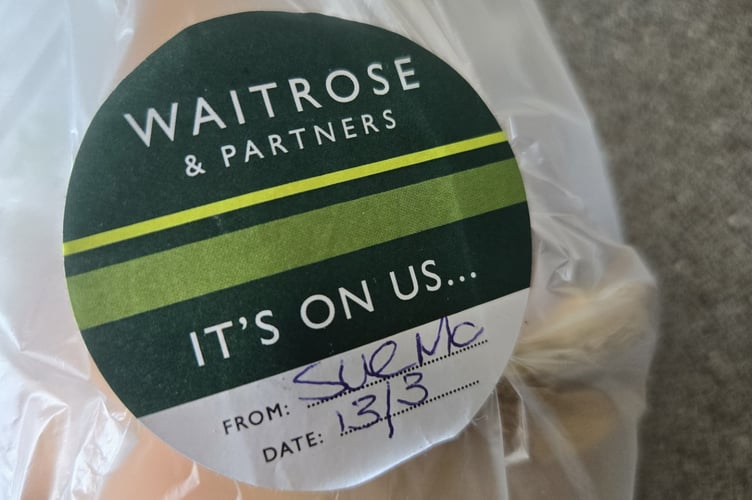 WAITROSE
& PARTNERS
IT'S ON US...
FROM: Sue Mc
DATE: 13/3